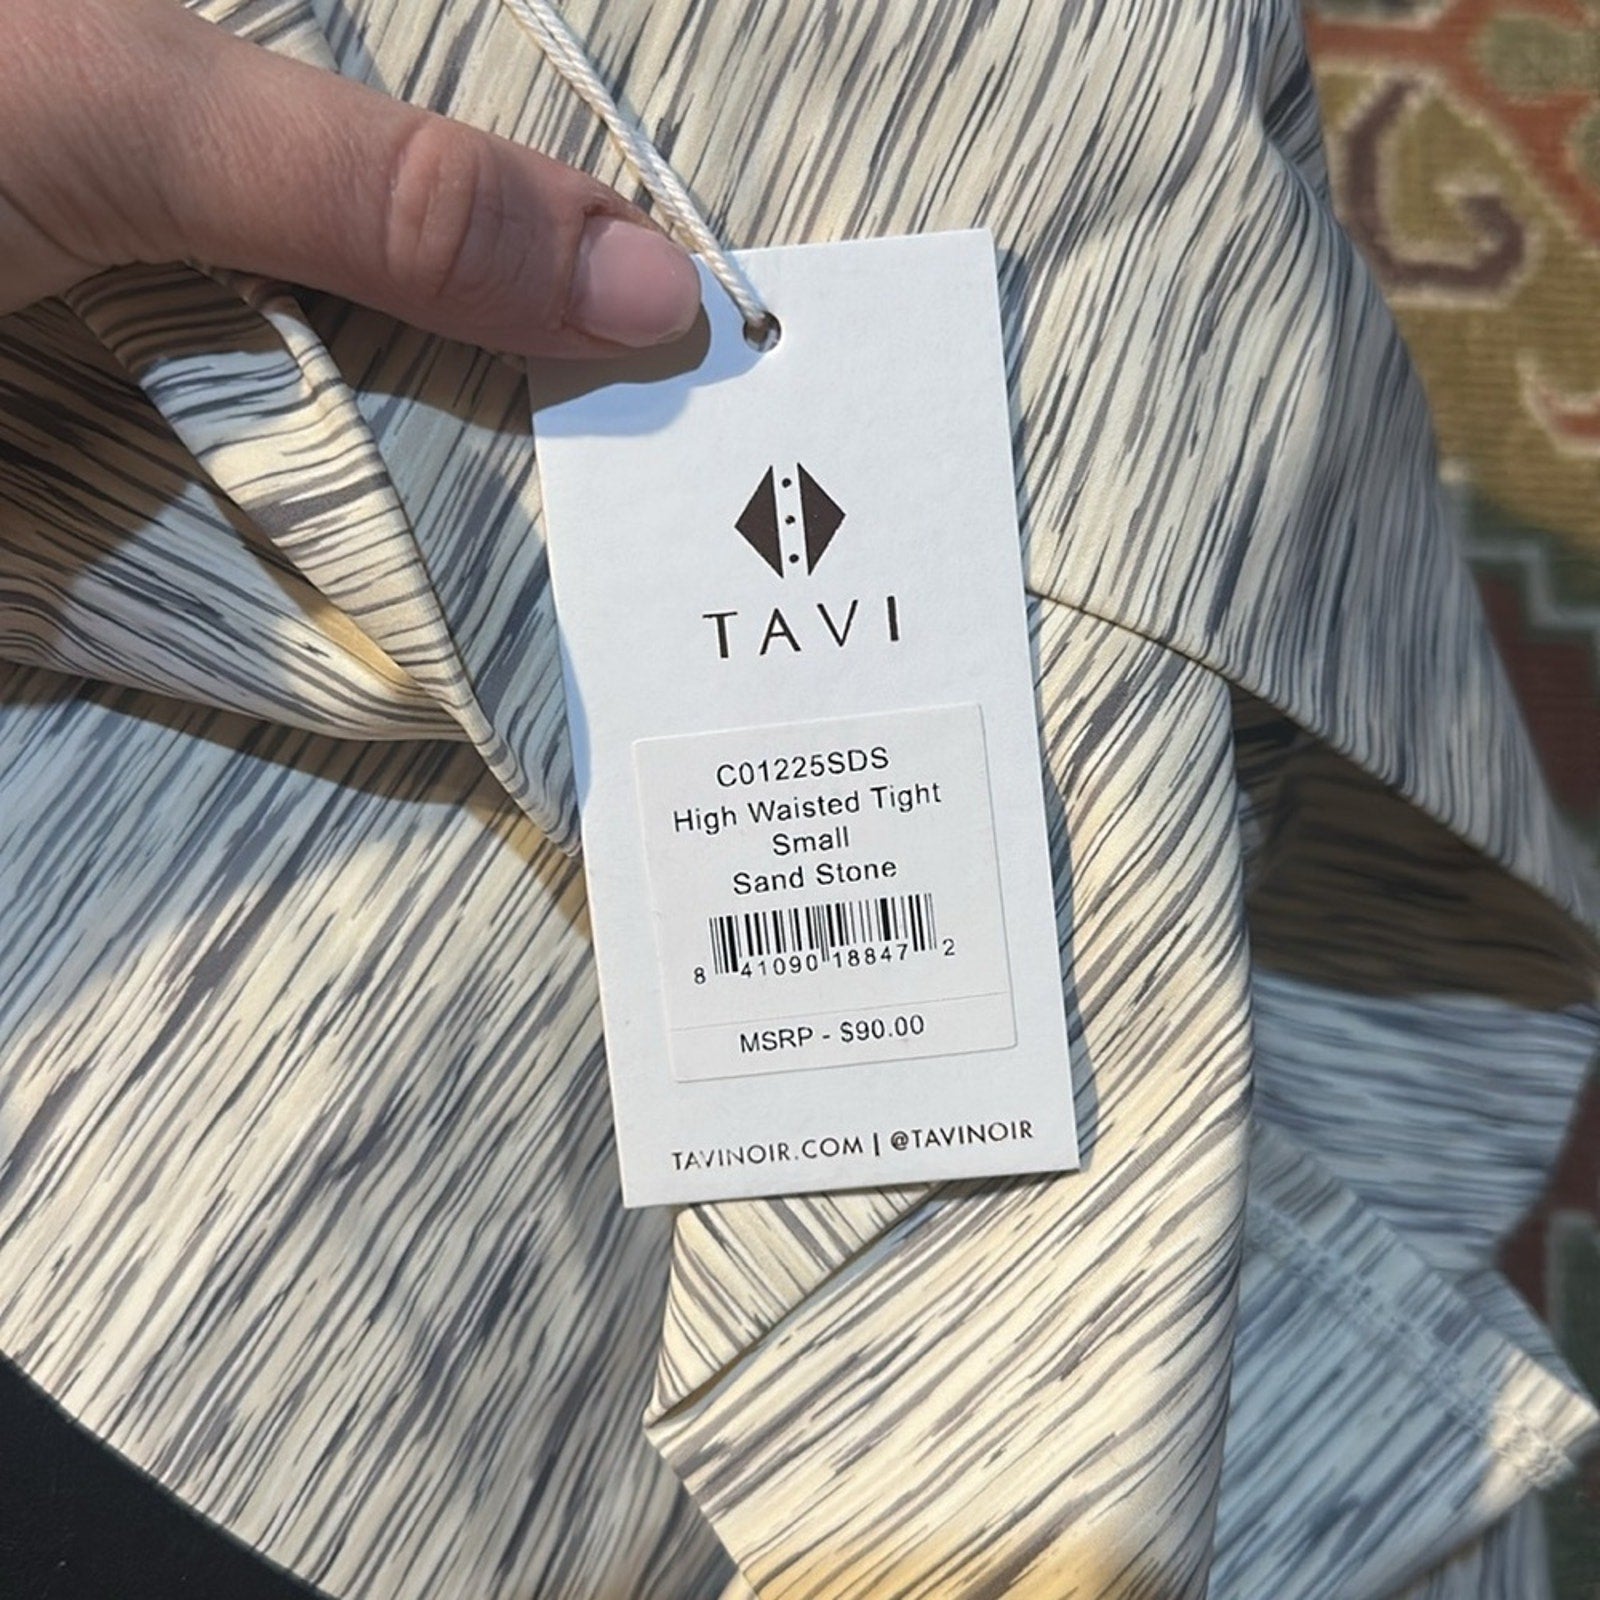 TAVI
C01225SDS
High Waisted Tight
Small
Sand Stone
8 41090 18847 2
MSRP - $90.00
TAVINOIR.COM | @TAVINOIR